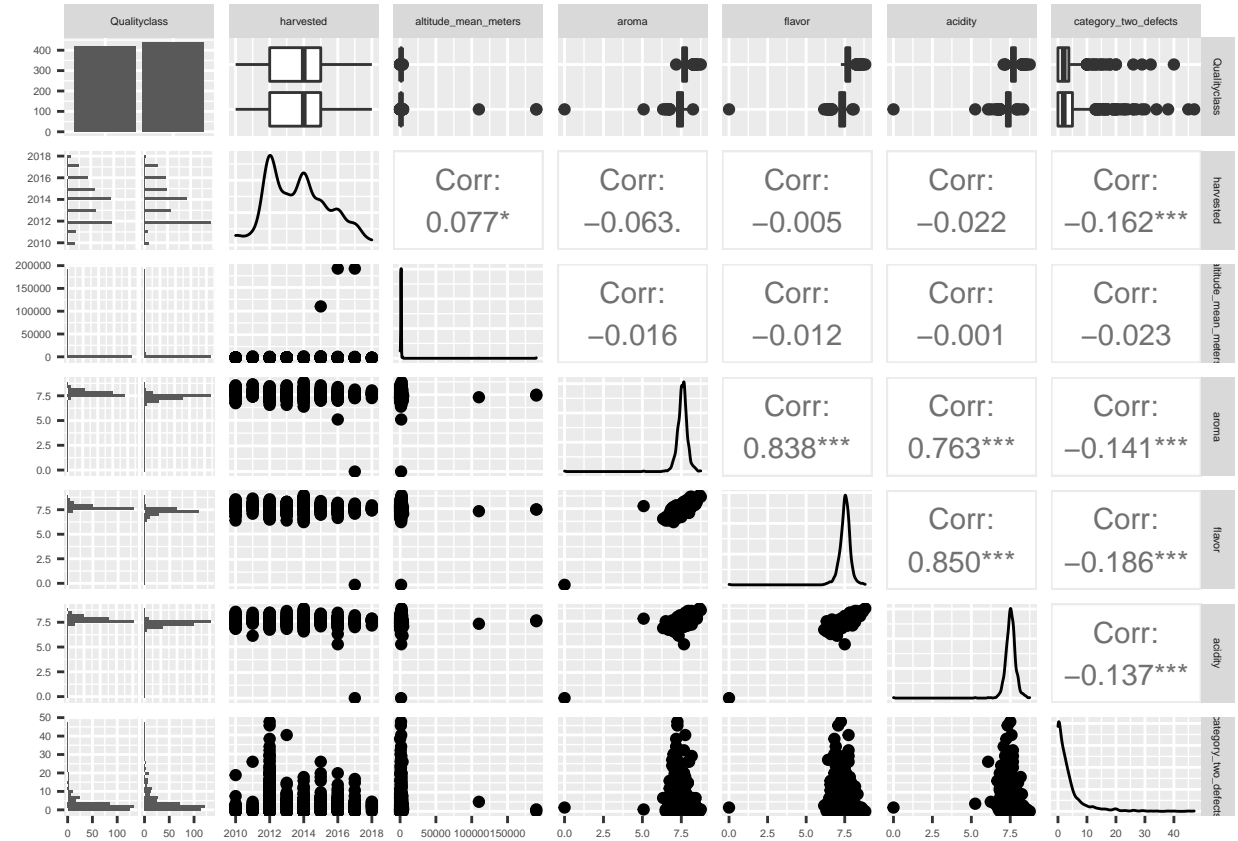 Qualityclass harvested altitude_mean_meters aroma flavor acidity category_two_defects
400
300
200
100
0
Qualityclass
2018
2016
2014
2012
2010
Corr: Corr: Corr: Corr: Corr:
0.077* −0.063. −0.005 −0.022 −0.162***
harvested
200000
150000
100000
50000
0
Corr: Corr: Corr: Corr:
−0.016 −0.012 −0.001 −0.023
altitude_mean_meters
7.5
5.0
2.5
0.0
Corr: Corr: Corr:
0.838*** 0.763*** −0.141***
aroma
7.5
5.0
2.5
0.0
Corr: Corr:
0.850*** −0.186***
flavor
7.5
5.0
2.5
0.0
Corr:
−0.137***
acidity
50
40
30
20
10
0
category_two_defects
0 50 100 0 50 100 2010 2012 2014 2016 2018 0 50000 100000 150000 0.0 2.5 5.0 7.5 0.0 2.5 5.0 7.5 0.0 2.5 5.0 7.5 0 10 20 30 40